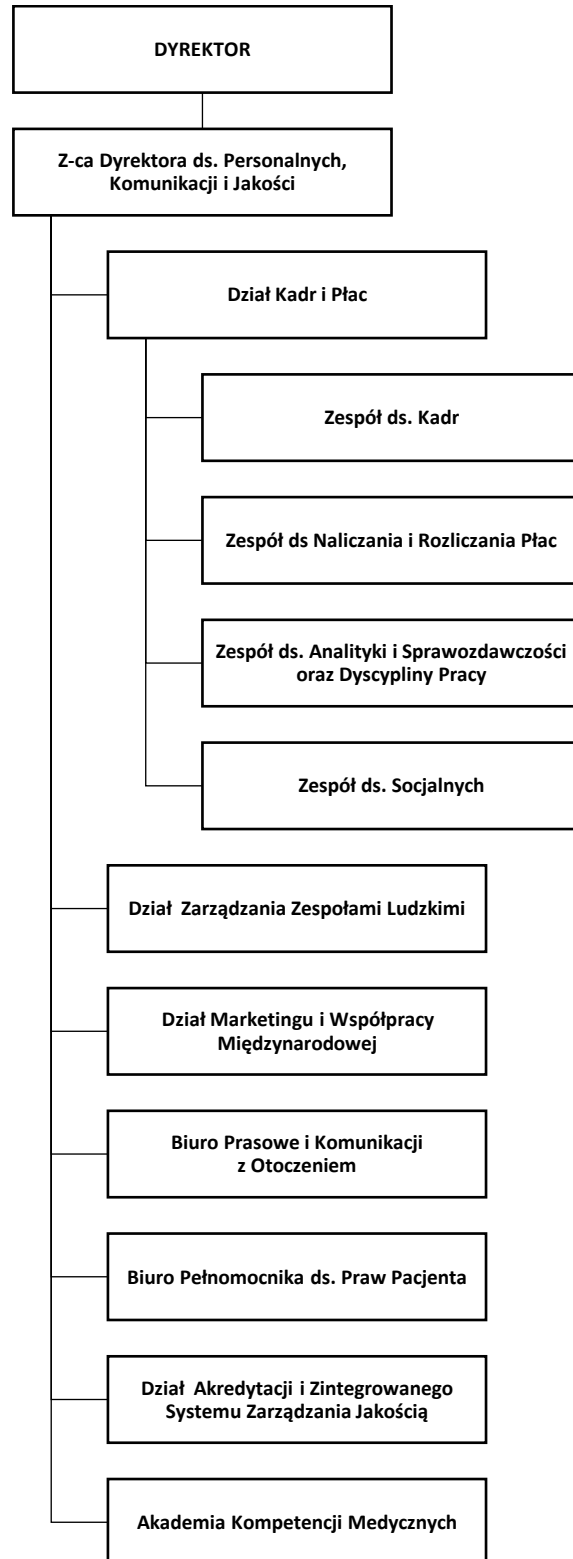 DYREKTOR
Z-ca Dyrektora ds. Personalnych,
Komunikacji i Jakości
Dział Kadr i Płac
Zespół ds. Kadr
Zespół ds Naliczania i Rozliczania Płac
Zespół ds. Analityki i Sprawozdawczości
oraz Dyscypliny Pracy
Zespół ds. Socjalnych
Dział Zarządzania Zespołami Ludzkimi
Dział Marketingu i Współpracy
Międzynarodowej
Biuro Prasowe i Komunikacji
z Otoczeniem
Biuro Pełnomocnika ds. Praw Pacjenta
Dział Akredytacji i Zintegrowanego
Systemu Zarządzania Jakością
Akademia Kompetencji Medycznych